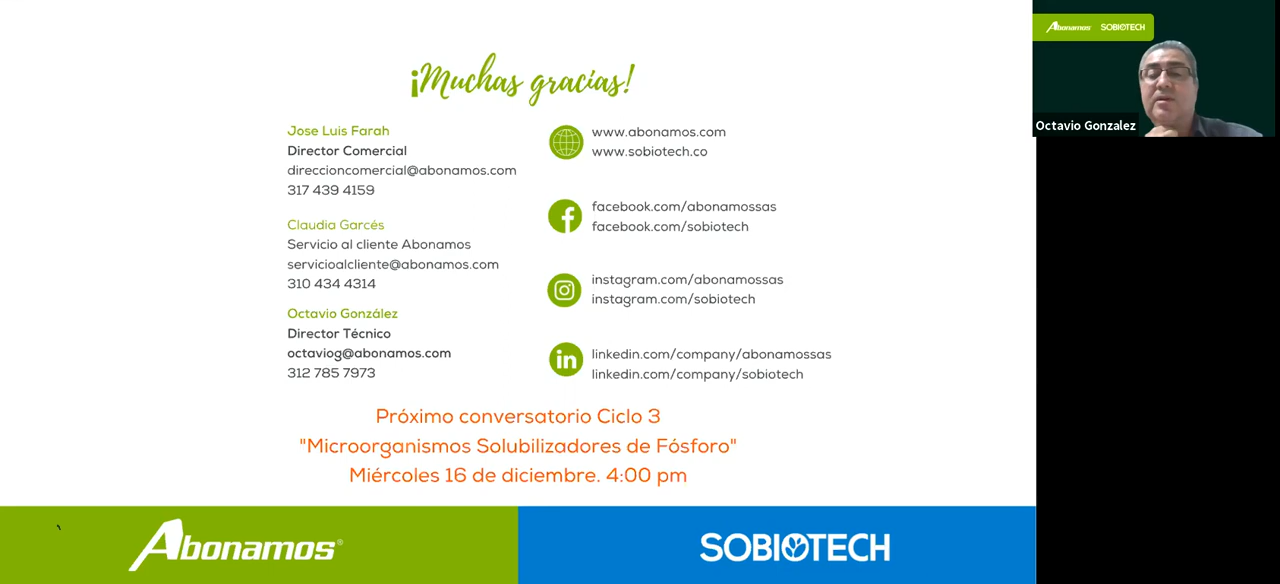 ¡Muchas gracias!
Jose Luis Farah
Director Comercial
direccioncomercial@abonamos.com
317 439 4159
Claudia Garcés
Servicio al cliente Abonamos
servicioalcliente@abonamos.com
310 434 4314
Octavio González
Director Técnico
octaviog@abonamos.com
312 785 7973
www.abonamos.com
www.sobiotech.co
facebook.com/abonamossas
facebook.com/sobiotech
instagram.com/abonamossas
instagram.com/sobiotech
in
linkedin.com/company/abonamossas
linkedin.com/company/sobiotech
Próximo conversatorio Ciclo 3
"Microorganismos Solubilizadores de Fósforo"
Miércoles 16 de diciembre. 4:00 pm
Abonamos®
SOBIOTECH
Abonamos SOBIOTECH
Octavio Gonzalez